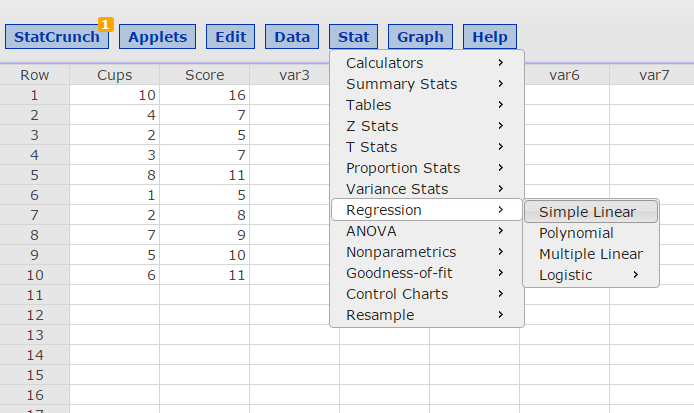 1
StatCrunch Applets Edit Data Stat Graph Help
Row Cups Score var3 var6 var7
1 10 16
2 4 7
3 2 5
4 3 7
5 8 11
6 1 5
7 2 8
8 7 9
9 5 10
10 6 11
11
12
13
14
15
16
Calculators
Summary Stats
Tables
Z Stats
T Stats
Proportion Stats
Variance Stats
Regression
ANOVA
Nonparametrics
Goodness-of-fit
Control Charts
Resample
Simple Linear
Polynomial
Multiple Linear
Logistic